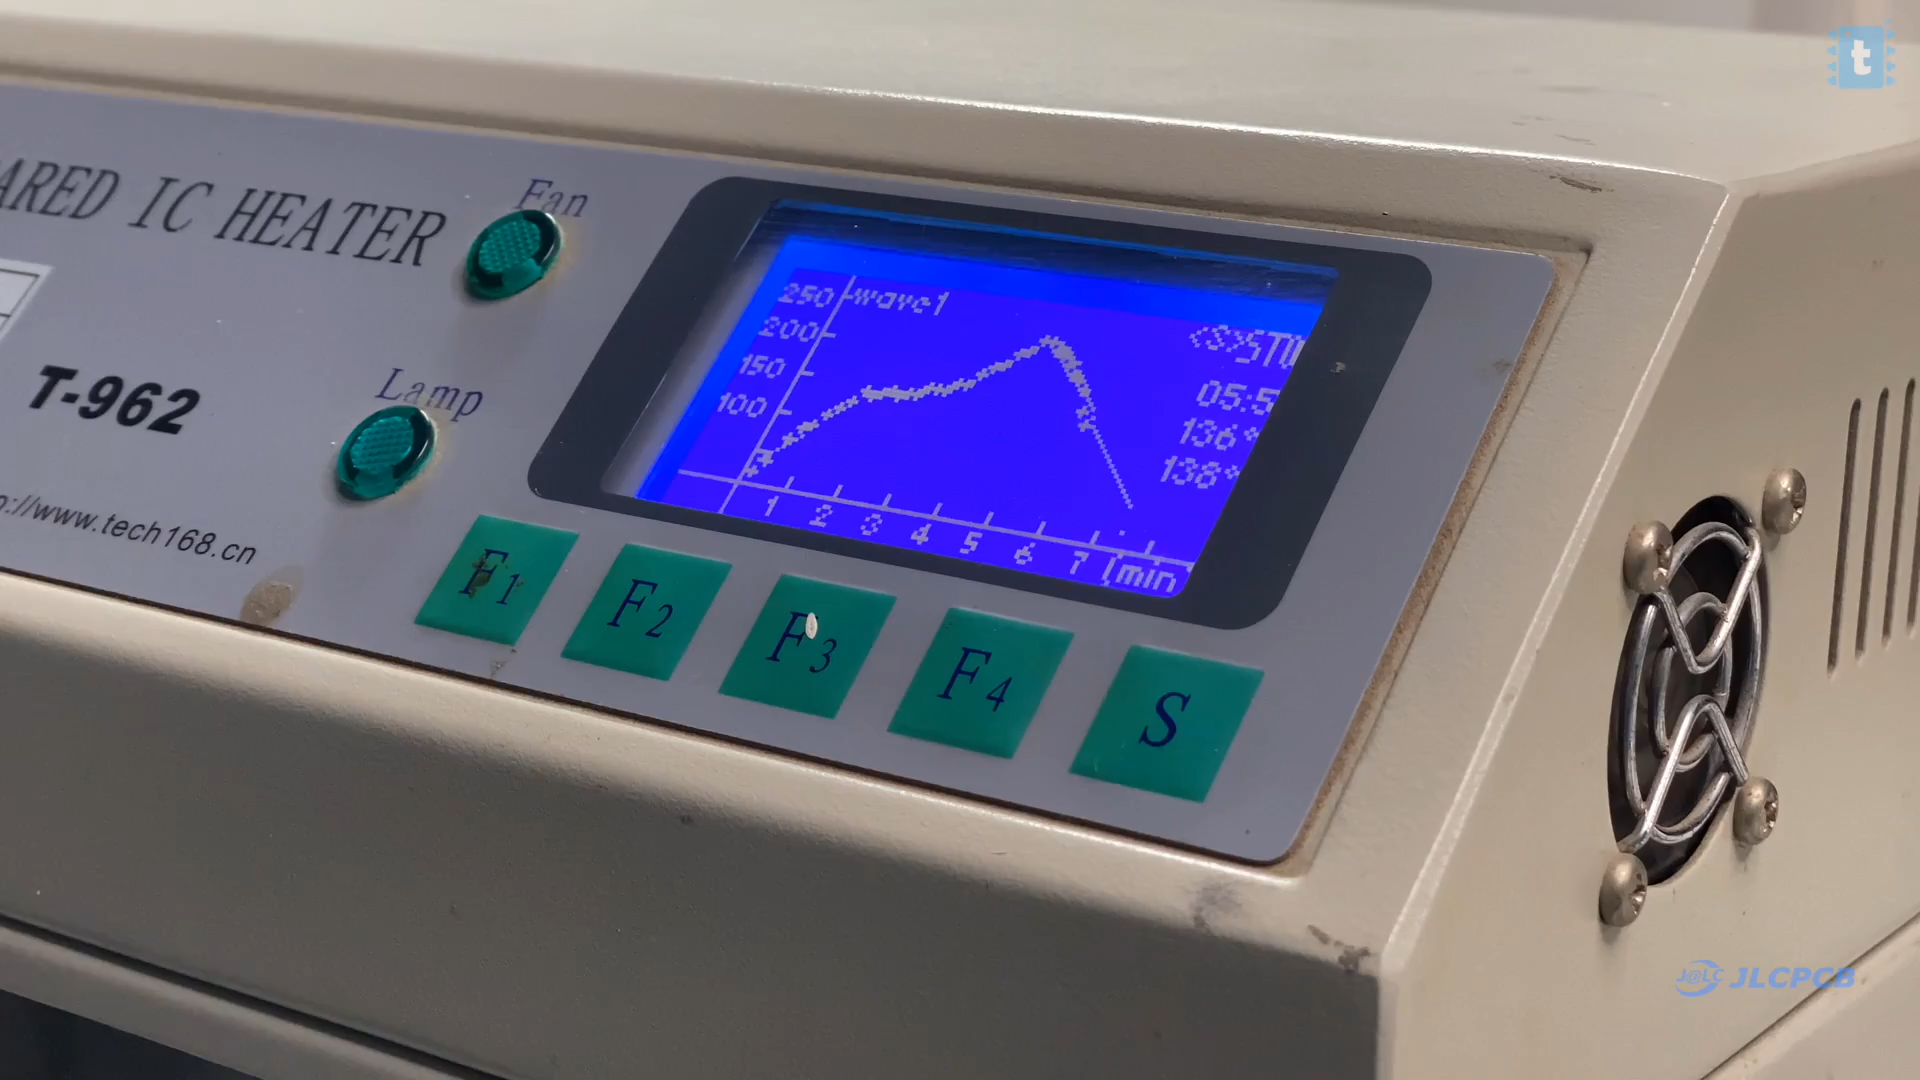 t
ARED IC HEATER
Fan
T-962
Lamp
://www.tech168.cn
wave1
250
200
150
100
<S>STO
05:5
136°
138°
1 2 3 4 5 6 7 (min
F1
F2
F3
F4
S
J@LC JLCPCB